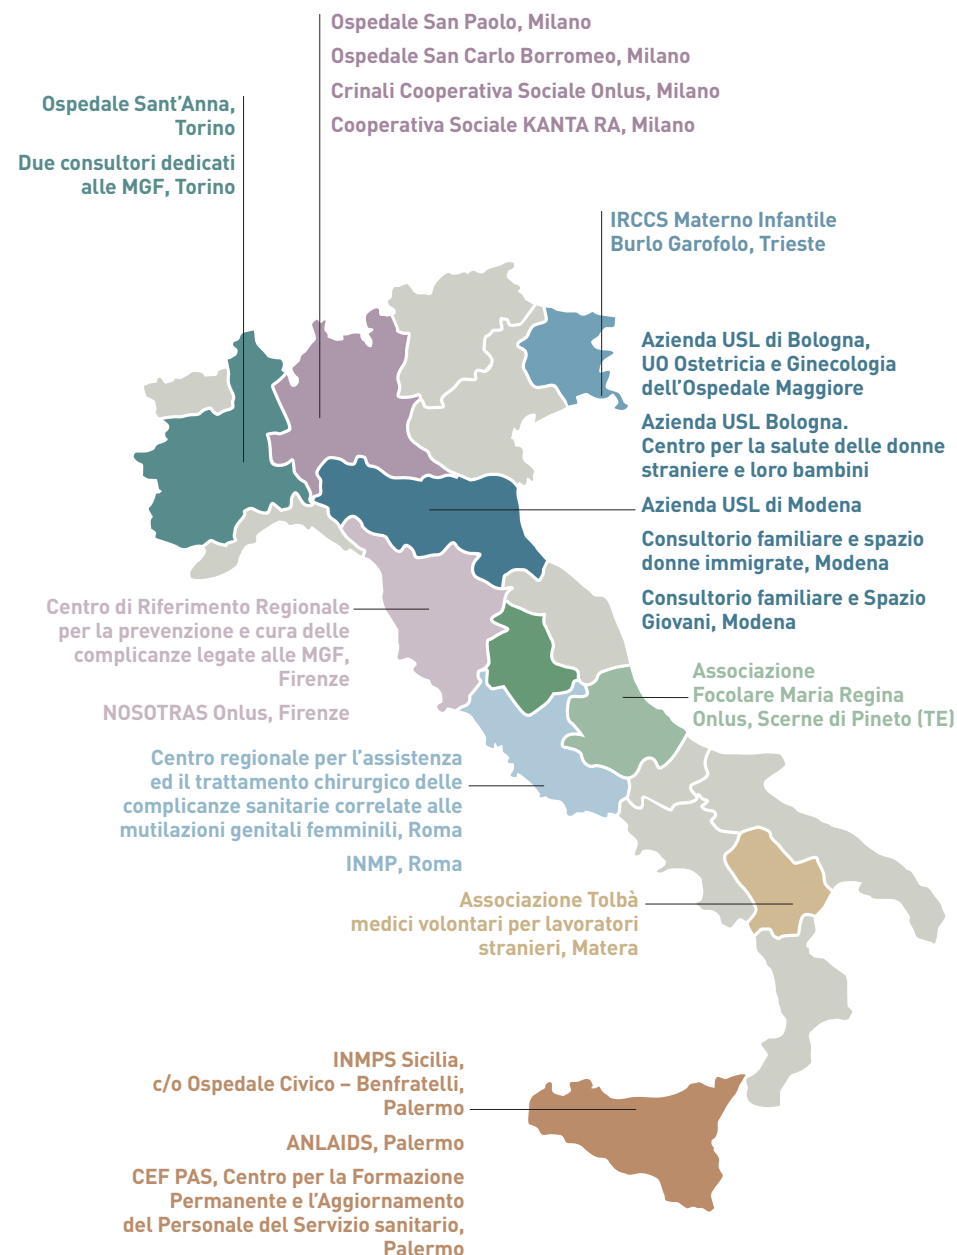 Ospedale San Paolo, Milano
Ospedale San Carlo Borromeo, Milano
Crinali Cooperativa Sociale Onlus, Milano
Cooperativa Sociale KANTA RA, Milano
Ospedale Sant'Anna,
Torino
Due consultori dedicati
alle MGF, Torino
IRCCS Materno Infantile
Burlo Garofolo, Trieste
Azienda USL di Bologna,
UO Ostetricia e Ginecologia
dell'Ospedale Maggiore
Azienda USL Bologna.
Centro per la salute delle donne
straniere e loro bambini
Azienda USL di Modena
Consultorio familiare e spazio
donne immigrate, Modena
Consultorio familiare e Spazio
Giovani, Modena
Centro di Riferimento Regionale
per la prevenzione e cura delle
complicanze legate alle MGF,
Firenze
NOSOTRAS Onlus, Firenze
Associazione
Focolare Maria Regina
Onlus, Scerne di Pineto (TE)
Centro regionale per l'assistenza
ed il trattamento chirurgico delle
complicanze sanitarie correlate alle
mutilazioni genitali femminili, Roma
INMP, Roma
Associazione Tolbà
medici volontari per lavoratori
stranieri, Matera
INMPS Sicilia,
c/o Ospedale Civico – Benfratelli,
Palermo
ANLAIDS, Palermo
CEF PAS, Centro per la Formazione
Permanente e l'Aggiornamento
del Personale del Servizio sanitario,
Palermo